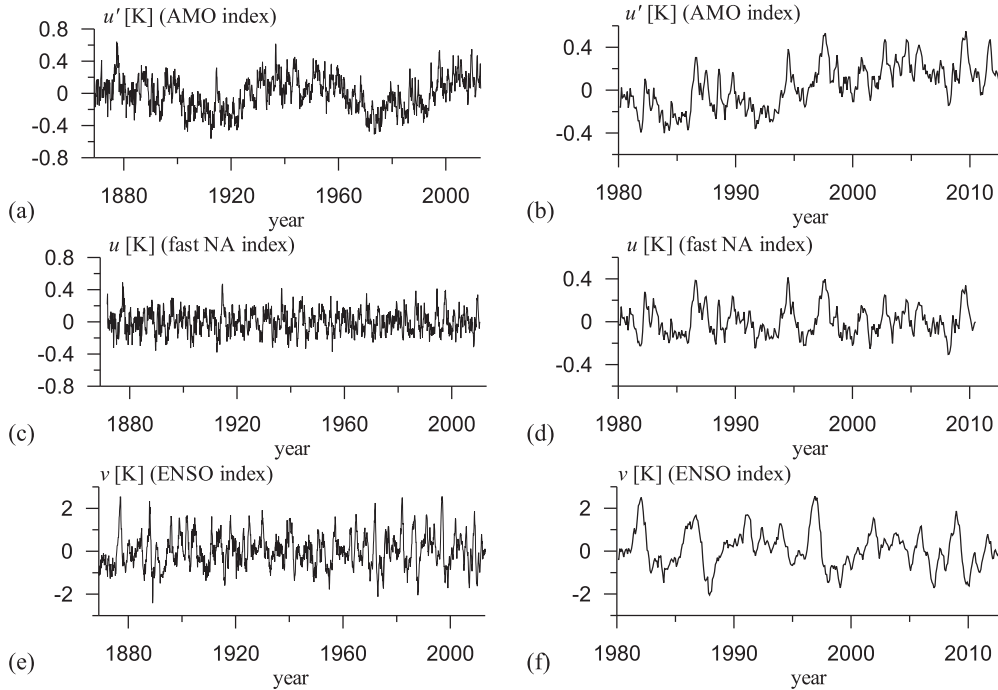 u′ [K] (AMO index)
0.8
0.4
0
-0.4
-0.8
1880 1920 1960 2000
year
(a)
u′ [K] (AMO index)
0.4
0
-0.4
1980 1990 2000 2010
year
(b)
u [K] (fast NA index)
0.8
0.4
0
-0.4
-0.8
1880 1920 1960 2000
year
(c)
u [K] (fast NA index)
0.4
0
-0.4
1980 1990 2000 2010
year
(d)
v [K] (ENSO index)
2
0
-2
1880 1920 1960 2000
year
(e)
v [K] (ENSO index)
2
0
-2
1980 1990 2000 2010
year
(f)